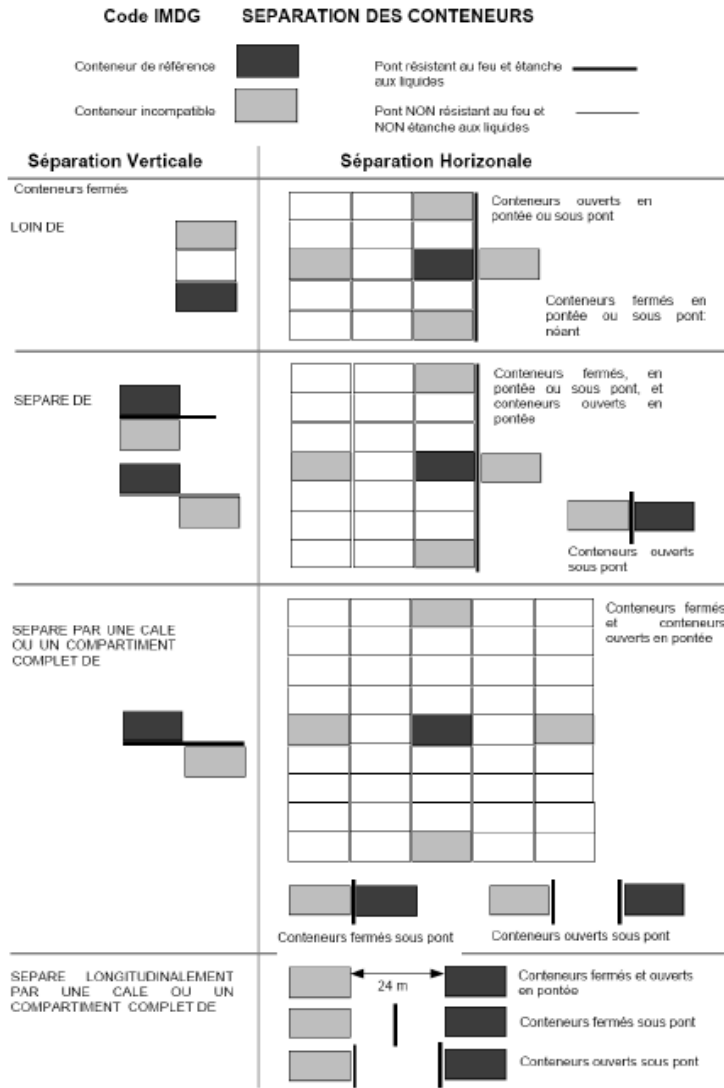 Code IMDG SEPARATION DES CONTENEURS
Conteneur de référence
Pont résistant au feu et étanche
aux liquides
Conteneur incompatible
Pont NON résistant au feu et
NON étanche aux liquides
Séparation Verticale
Séparation Horizonale
Conteneurs fermés
LOIN DE
Conteneurs ouverts en
pontée ou sous pont
Conteneurs fermés en
pontée ou sous pont:
néant
SEPARE DE
Conteneurs fermés, en
pontée ou sous pont, et
conteneurs ouverts en
pontée
Conteneurs ouverts
sous pont
SEPARE PAR UNE CALE
OU UN COMPARTIMENT
COMPLET DE
Conteneurs fermés
et conteneurs
ouverts en pontée
Conteneurs fermés sous pont
Conteneurs ouverts sous pont
SEPARE LONGITUDINALEMENT
PAR UNE CALE OU UN
COMPARTIMENT COMPLET DE
24 m
Conteneurs fermés et ouverts
en pontée
Conteneurs fermés sous pont
Conteneurs ouverts sous pont